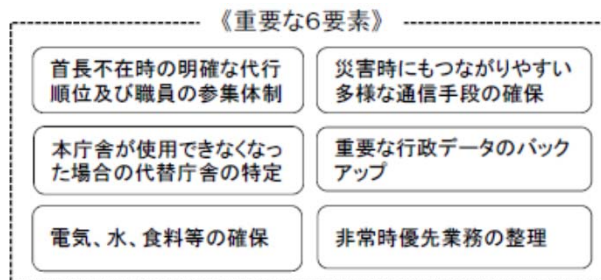 《重要な6要素》
首長不在時の明確な代行
順位及び職員の参集体制
災害時にもつながりやすい
多様な通信手段の確保
本庁舎が使用できなくなっ
た場合の代替庁舎の特定
重要な行政データのバック
アップ
電気、水、食料等の確保
非常時優先業務の整理